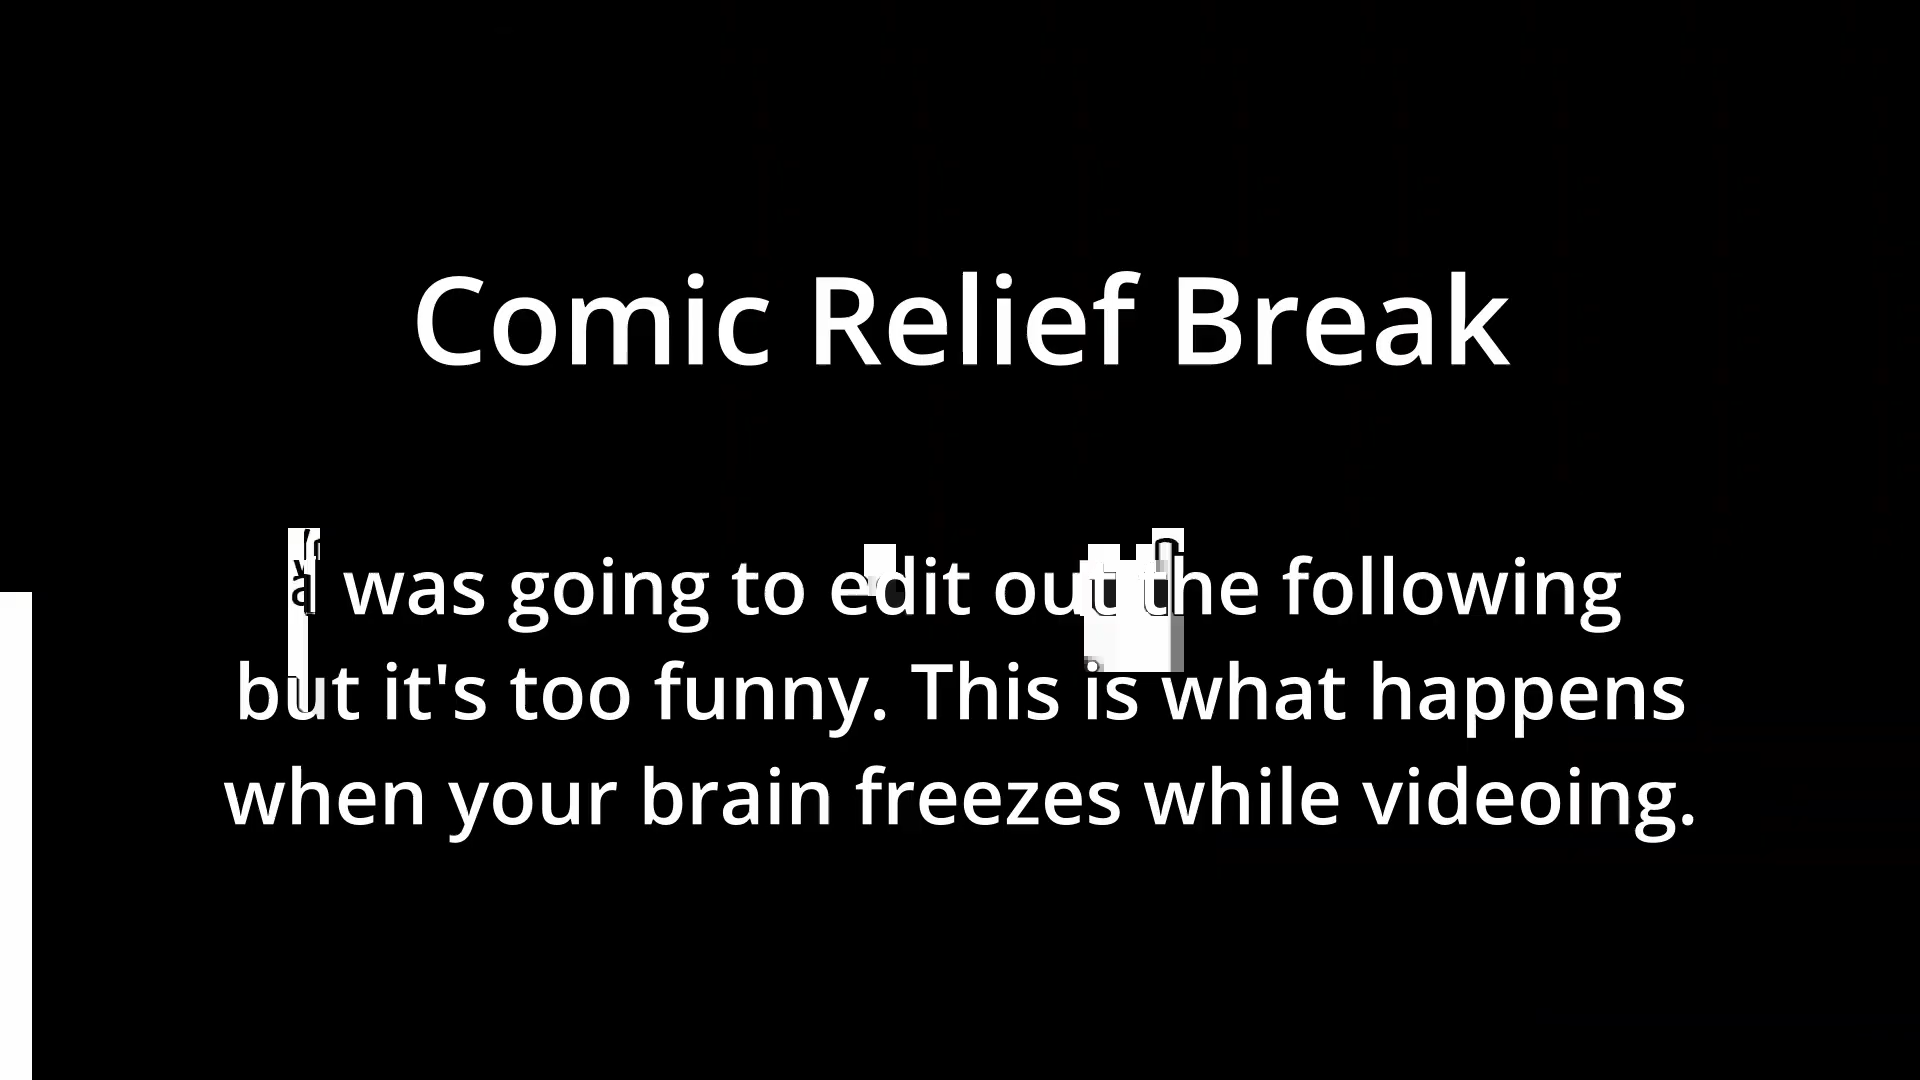 Comic Relief Break
I was going to edit out the following
but it's too funny. This is what happens
when your brain freezes while videoing.